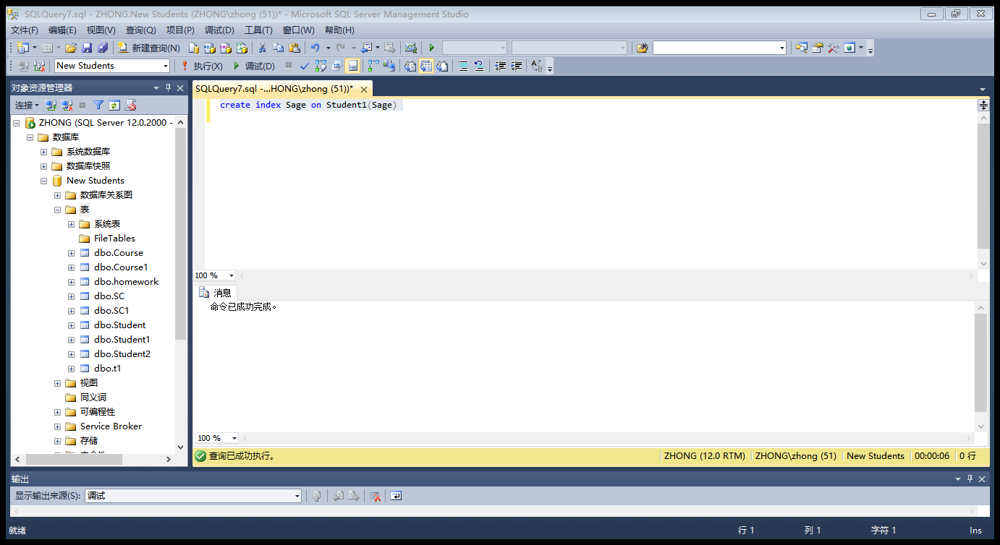 SQLQuery7.sql - ZHONG.New Students (ZHONG\zhong (51))* - Microsoft SQL Server Management Studio
文件(F) 编辑(E) 视图(V) 查询(Q) 项目(P) 调试(D) 工具(T) 窗口(W) 帮助(H)
新建查询(N)
New Students 执行(X) 调试(D)
对象资源管理器
连接
ZHONG (SQL Server 12.0.2000 -
数据库
系统数据库
数据库快照
New Students
数据库关系图
表
系统表
FileTables
dbo.Course
dbo.Course1
dbo.homework
dbo.SC
dbo.SC1
dbo.Student
dbo.Student1
dbo.Student2
dbo.t1
视图
同义词
可编程性
Service Broker
存储
SQLQuery7.sql -...HONG\zhong (51))*
create index Sage on Student1(Sage)
100 %
消息
命令已成功完成。
100 %
查询已成功执行。 ZHONG (12.0 RTM) ZHONG\zhong (51) New Students 00:00:06 0 行
输出
显示输出来源(S): 调试
就绪 行 1 列 1 字符 1 Ins